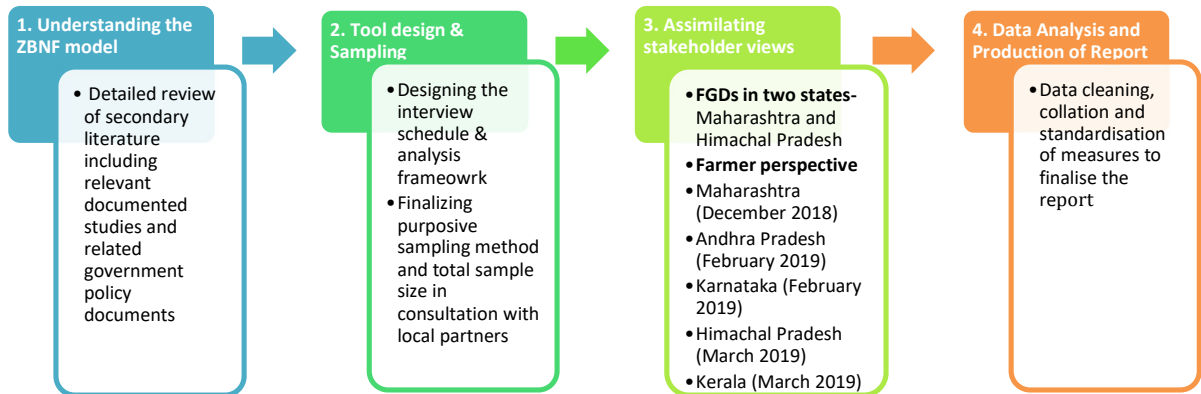 1. Understanding the
ZBNF model
• Detailed review
of secondary
literature
including
relevant
documented
studies and
related
government
policy
documents
2. Tool design &
Sampling
•Designing the
interview
schedule &
analysis
frameowrk
•Finalizing
purposive
sampling method
and total sample
size in
consultation with
local partners
3. Assimilating
stakeholder views
•FGDs in two states-
Maharashtra and
Himachal Pradesh
•Farmer perspective
•Maharashtra
(December 2018)
•Andhra Pradesh
(February 2019)
•Karnataka (February
2019)
•Himachal Pradesh
(March 2019)
•Kerala (March 2019)
4. Data Analysis and
Production of Report
•Data cleaning,
collation and
standardisation
of measures to
finalise the
report